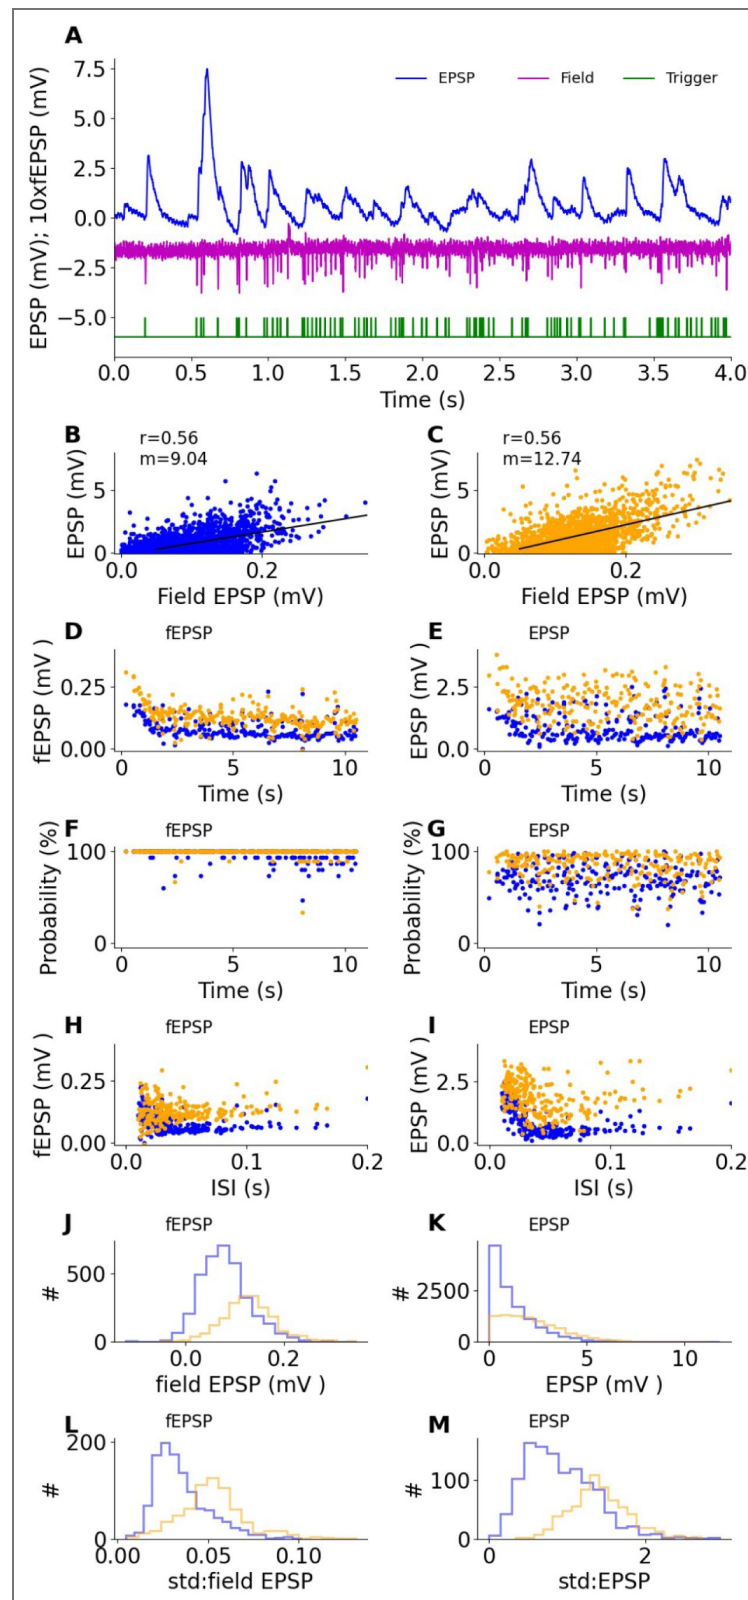 A
EPSP (mV); 10xfEPSP (mV)
7.5
5.0
2.5
0.0
−2.5
−5.0
EPSP Field Trigger
0.0 0.5 1.0 1.5 2.0 2.5 3.0 3.5 4.0
Time (s)
B
r=0.56
m=9.04
EPSP (mV)
5
0
0.0 0.2
Field EPSP (mV)
C
r=0.56
m=12.74
EPSP (mV)
5
0
0.0 0.2
Field EPSP (mV)
D fEPSP
fEPSP (mV )
0.25
0.00
0 5 10
Time (s)
E EPSP
EPSP (mV )
2.5
0.0
0 5 10
Time (s)
F fEPSP
Probability (%)
100
0
0 5 10
Time (s)
G EPSP
Probability (%)
100
0
0 5 10
Time (s)
H fEPSP
fEPSP (mV )
0.25
0.00
0.0 0.1 0.2
ISI (s)
I EPSP
EPSP (mV )
2.5
0.0
0.0 0.1 0.2
ISI (s)
J fEPSP
#
500
0
0.0 0.2
field EPSP (mV )
K EPSP
#
2500
0
0 5 10
EPSP (mV )
L fEPSP
#
200
0
0.00 0.05 0.10
std:field EPSP
M EPSP
#
100
0
0 2
std:EPSP